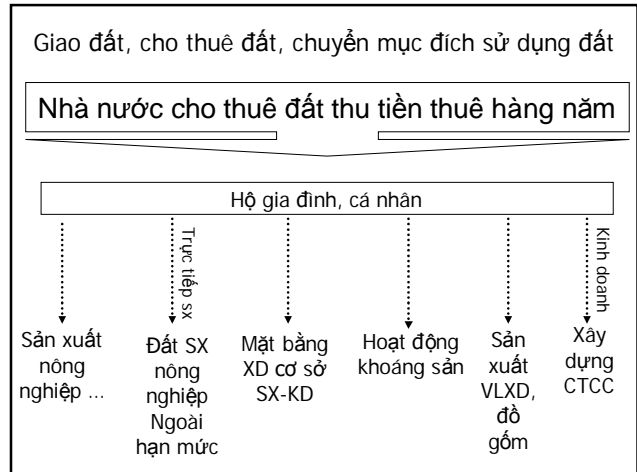 Giao đất, cho thuê đất, chuyển mục đích sử dụng đất
Nhà nước cho thuê đất thu tiền thuê hàng năm
Hộ gia đình, cá nhân
Trực tiếp sx
Kinh doanh
Sản xuất
nông
nghiệp ...
Đất SX
nông
nghiệp
Ngoài
hạn mức
Mặt bằng
XD cơ sở
SX-KD
Hoạt động
khoáng sản
Sản
xuất
VLXD,
đồ
gốm
Xây
dựng
CTCC